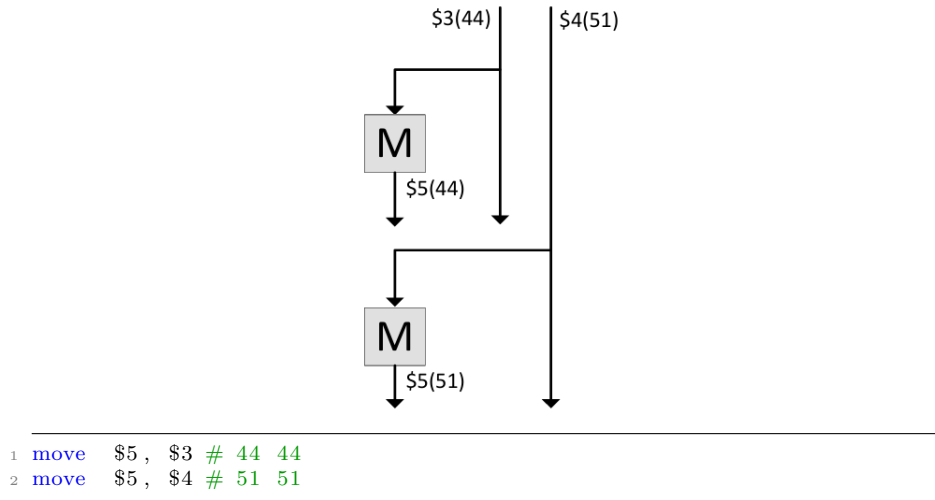 $3(44) $4(51)
M
$5(44)
M
$5(51)
1 move $5, $3 # 44 44
2 move $5, $4 # 51 51